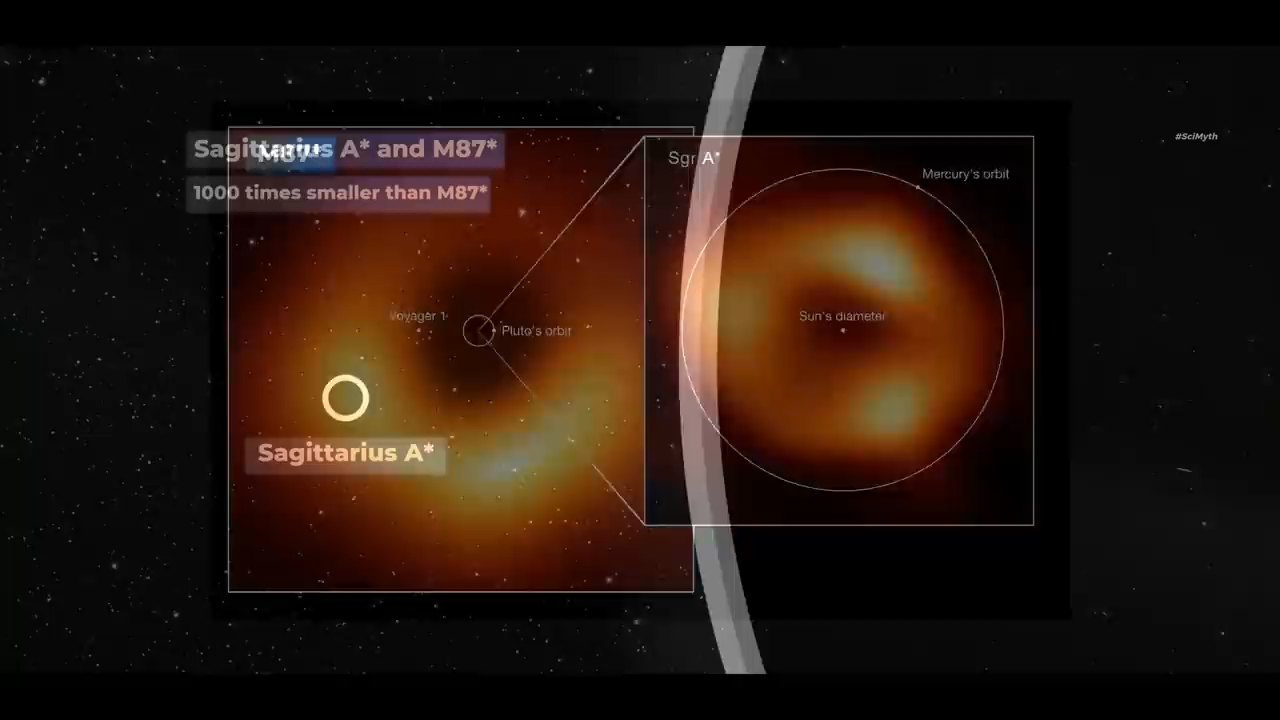 Sagittarius A* and M87*
M87*
1000 times smaller than M87*
Voyager 1
Pluto's orbit
Sagittarius A*
Sgr A*
Mercury's orbit
Sun's diameter
#SciMyth